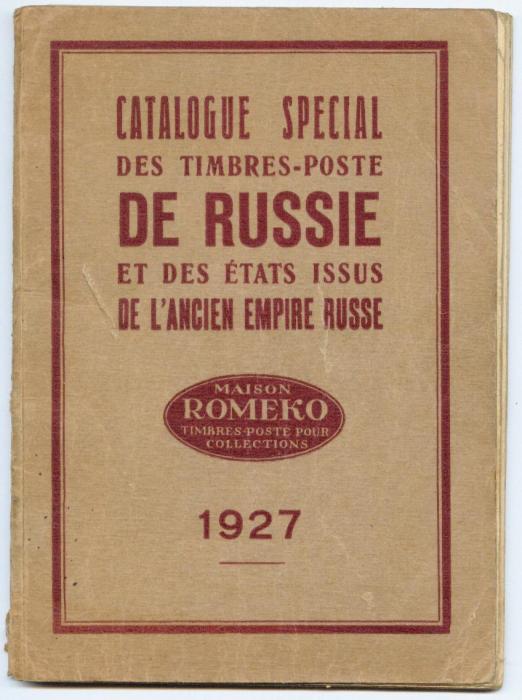 CATALOGUE SPECIAL
DES TIMBRES-POSTE
DE RUSSIE
ET DES ÉTATS ISSUS
DE L'ANCIEN EMPIRE RUSSE
MAISON
ROMEKO
TIMBRES-POSTE POUR
COLLECTIONS
1927